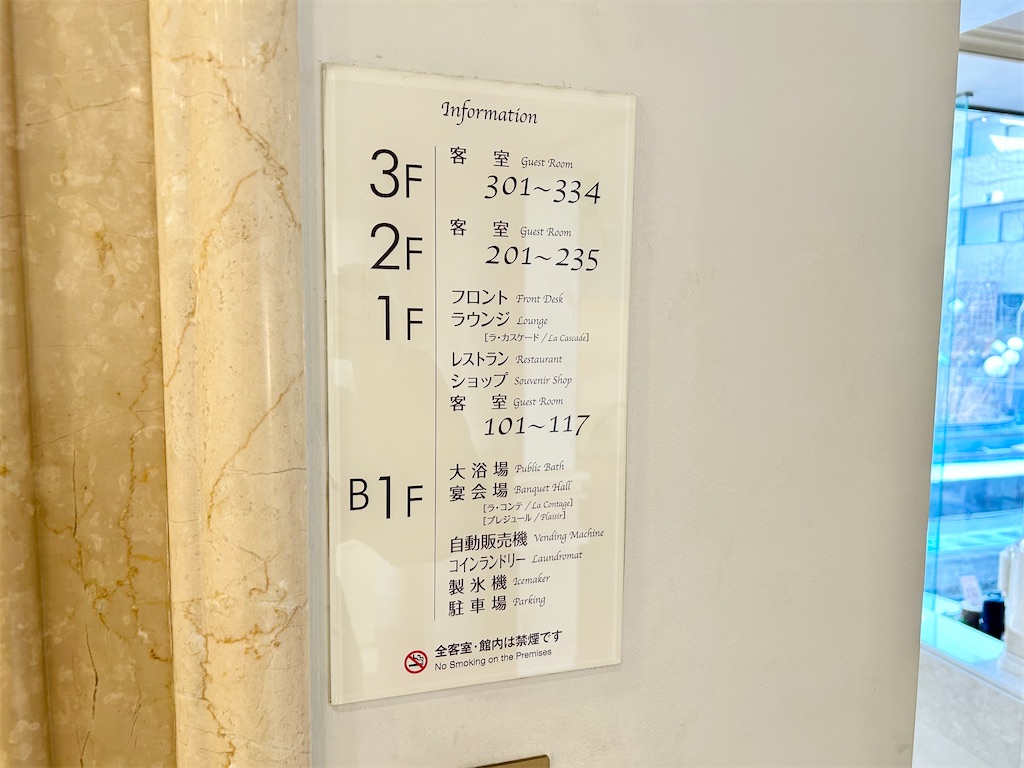 Information
3F 客室 Guest Room
301~334
2F 客室 Guest Room
201~235
1F フロント Front Desk
ラウンジ Lounge
[ラ・カスケード / La Cascade]
レストラン Restaurant
ショップ Souvenir Shop
客室 Guest Room
101~117
B1F 大浴場 Public Bath
宴会場 Banquet Hall
[ラ・コンテ / La Contage]
[プレジュール / Plaisir]
自動販売機 Vending Machine
コインランドリー Laundromat
製氷機 Icemaker
駐車場 Parking
全客室・館内は禁煙です
No Smoking on the Premises